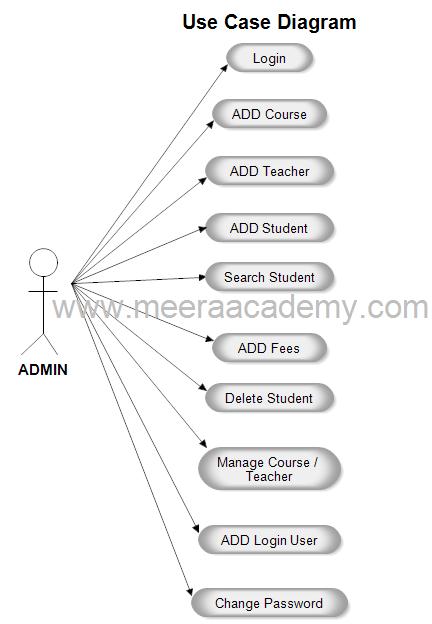 Use Case Diagram
Login
ADD Course
ADD Teacher
ADD Student
Search Student
www.meeraacademy.com
ADD Fees
ADMIN
Delete Student
Manage Course /
Teacher
ADD Login User
Change Password